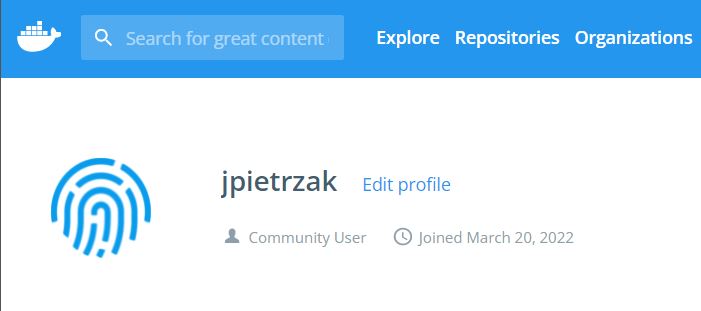 Search for great content Explore Repositories Organizations
jpietrzak Edit profile
Community User Joined March 20, 2022